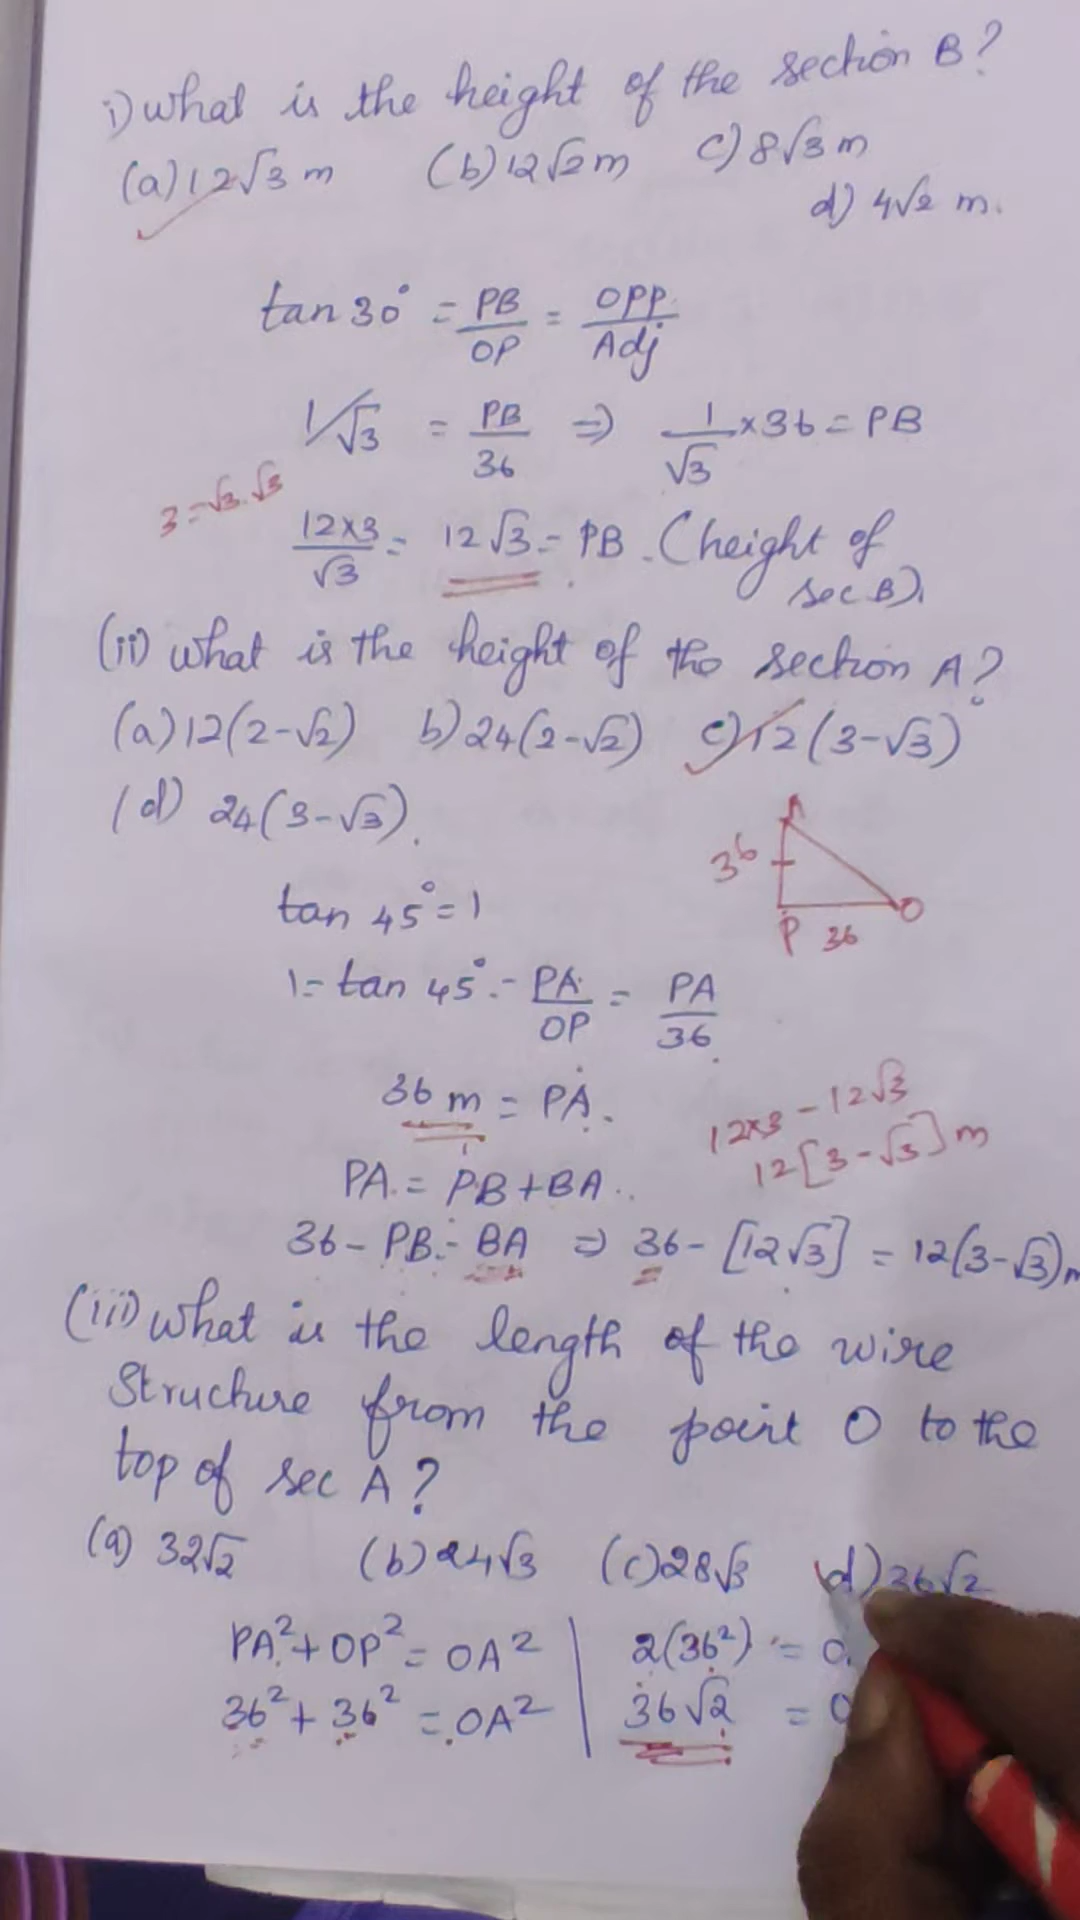 i) What is the height of the section B?
(a) 12√3 m (b) 12√2 m c) 8√3 m
d) 4√2 m.
tan 30° = PB/OP = OPP./Adj
1/√3 = PB/36 ⇒ 1/√3 × 36 = PB
3 = √3.√3
12×3/√3 = 12√3 = PB. (height of
sec B).
(ii) what is the height of the section A?
(a) 12(2-√2) b) 24(2-√2) c) 12(3-√3)
(d) 24(3-√3).
A
36
P 36 O
tan 45° = 1
1 = tan 45° = PA/OP = PA/36.
36 m = PA.
12×3 - 12√3
12[3-√3] m
PA = PB + BA..
36 - PB = BA ⇒ 36 - [12√3] = 12(3-√3) m
(iii) what is the length of the wire
Structure from the point O to the
top of sec A?
(a) 32√2 (b) 24√3 (c) 28√3 d) 36√2
PA² + OP² = OA² | 2(36²) =
36² + 36² = OA² | 36√2 =